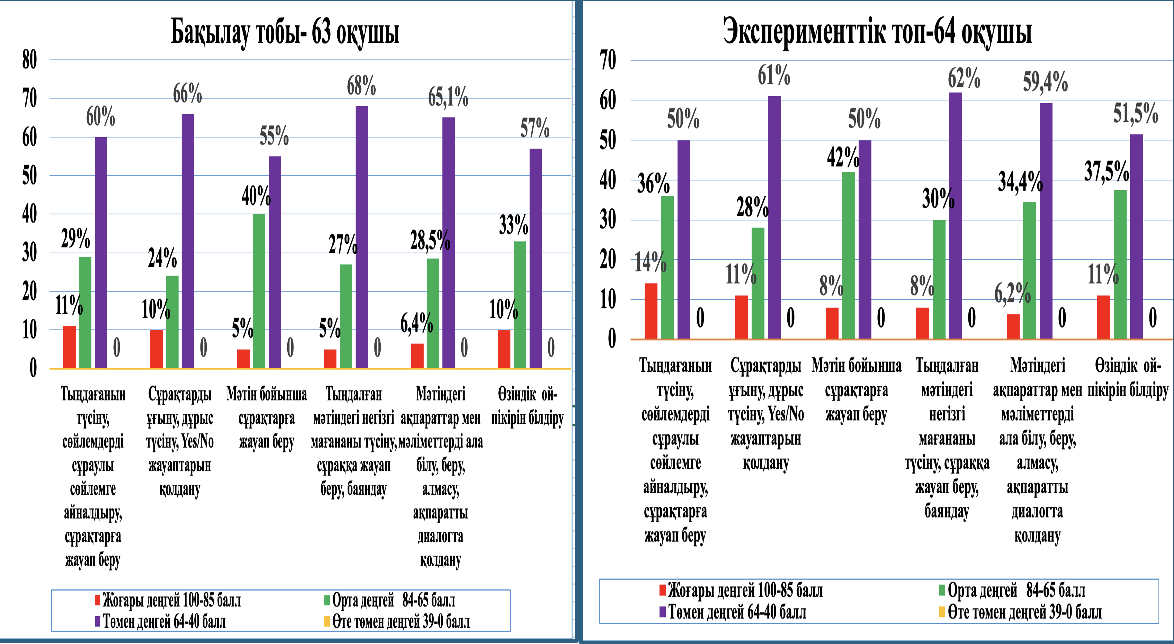 Бақылау тобы- 63 оқушы
80
70
60
50
40
30
20
10
0
11%
29%
60%
0
10%
24%
66%
0
5%
40%
55%
0
5%
27%
68%
0
6,4%
28,5%
65,1%
0
10%
33%
57%
0
Тыңдағанын
түсіну,
сөйлемдерді
сұраулы
сөйлемге
айналдыру,
сұрақтарға
жауап беру
Сұрақтарды
ұғыну, дұрыс
түсіну, Yes/No
жауаптарын
қолдану
Мәтін бойынша
сұрақтарға
жауап беру
Тыңдалған
мәтіндегі негізгі
мағананы түсіну,
сұраққа жауап
беру, баяндау
Мәтіндегі
ақпараттар мен
мәліметтерді ала
білу, беру,
алмасу,
ақпаратты
диалогта
қолдану
Өзіндік ой-
пікірін білдіру
Жоғары деңгей 100-85 балл
Орта деңгей 84-65 балл
Төмен деңгей 64-40 балл
Өте төмен деңгей 39-0 балл
Эксперименттік топ-64 оқушы
70
60
50
40
30
20
10
0
14%
36%
50%
0
11%
28%
61%
0
8%
42%
50%
0
8%
30%
62%
0
6,2%
34,4%
59,4%
0
11%
37,5%
51,5%
0
Тыңдағанын
түсіну,
сөйлемдерді
сұраулы
сөйлемге
айналдыру,
сұрақтарға
жауап беру
Сұрақтарды
ұғыну, дұрыс
түсіну, Yes/No
жауаптарын
қолдану
Мәтін бойынша
сұрақтарға
жауап беру
Тыңдалған
мәтіндегі
негізгі
мағананы
түсіну, сұраққа
жауап беру,
баяндау
Мәтіндегі
ақпараттар мен
мәліметтерді
ала білу, беру,
алмасу,
ақпаратты
диалогта
қолдану
Өзіндік ой-
пікірін білдіру
Жоғары деңгей 100-85 балл
Орта деңгей 84-65 балл
Төмен деңгей 64-40 балл
Өте төмен деңгей 39-0 балл